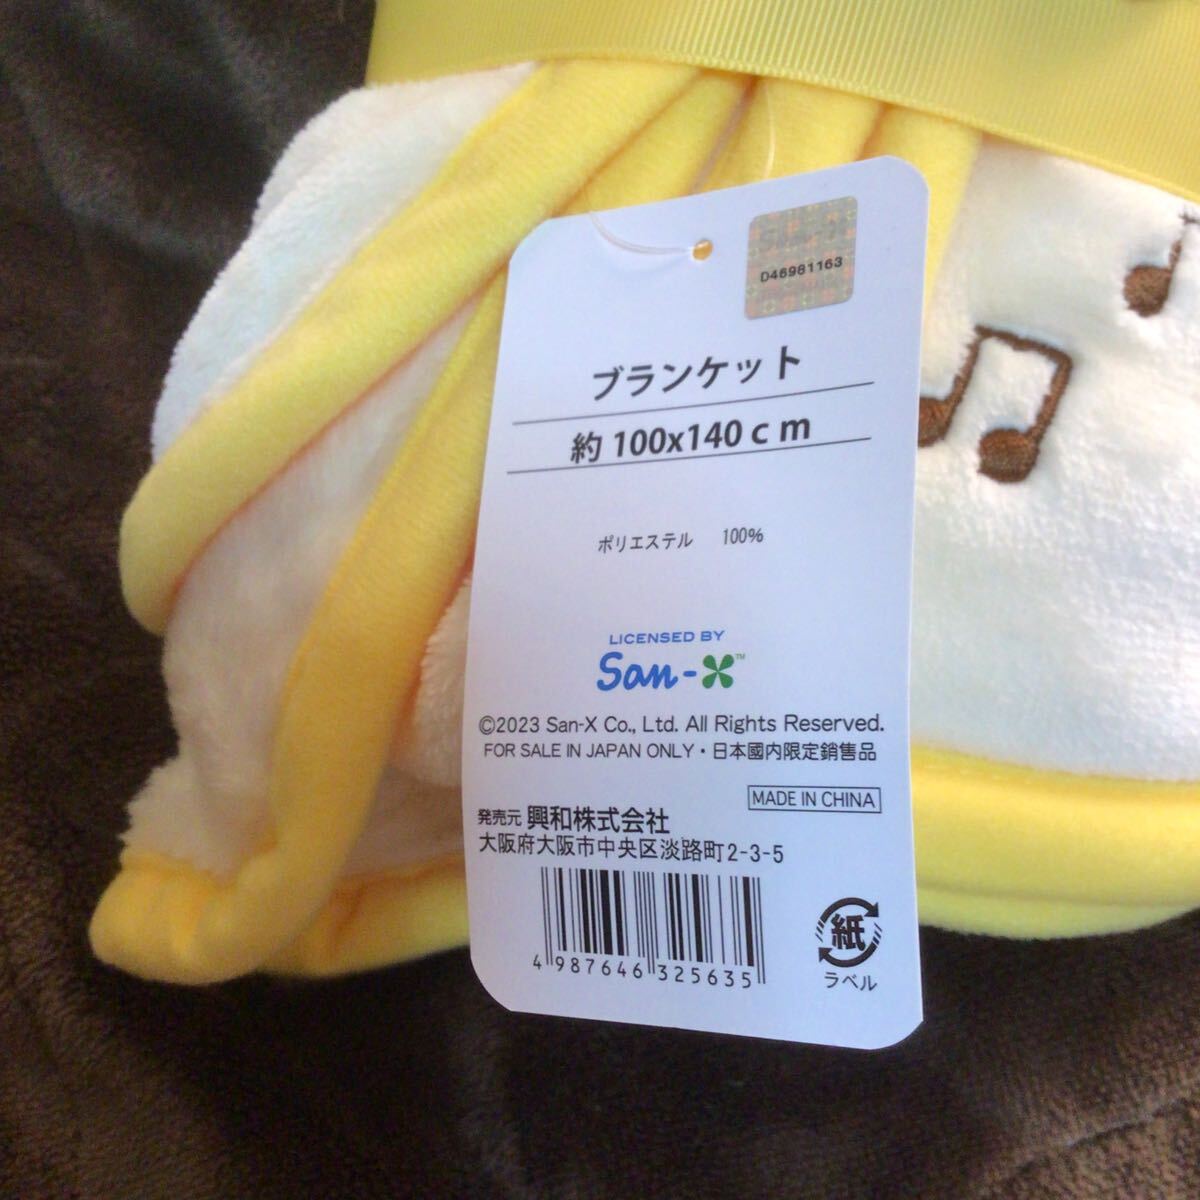 D46981163
ブランケット
約 100x140 c m
ポリエステル 100%
LICENSED BY
San-X™
©2023 San-X Co., Ltd. All Rights Reserved.
FOR SALE IN JAPAN ONLY・日本國内限定銷售品
MADE IN CHINA
発売元 興和株式会社
大阪府大阪市中央区淡路町2-3-5
4 987646 325635
紙
ラベル